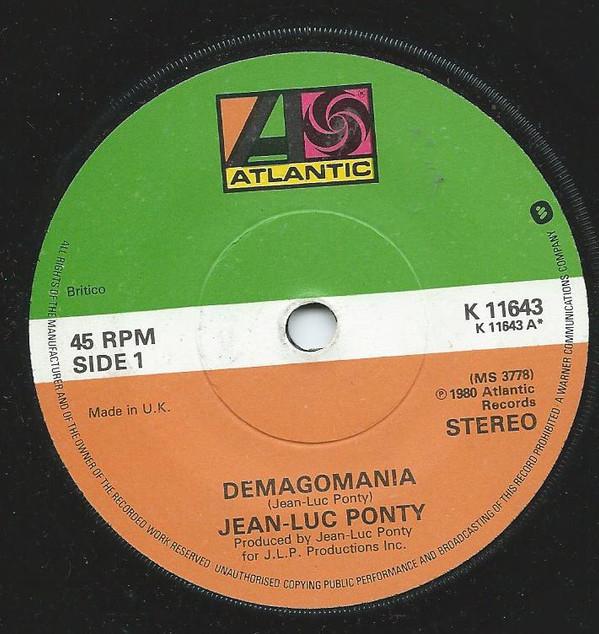 ATLANTIC
Britico
45 RPM
SIDE 1
K 11643
K 11643 A*
Made in U.K.
(MS 3778)
℗ 1980 Atlantic
Records
STEREO
DEMAGOMANIA
(Jean-Luc Ponty)
JEAN-LUC PONTY
Produced by Jean-Luc Ponty
for J.L.P. Productions Inc.
ALL RIGHTS OF THE MANUFACTURER AND OF THE OWNER OF THE RECORDED WORK RESERVED UNAUTHORISED COPYING PUBLIC PERFORMANCE AND BROADCASTING OF THIS RECORD PROHIBITED. A WARNER COMMUNICATIONS COMPANY